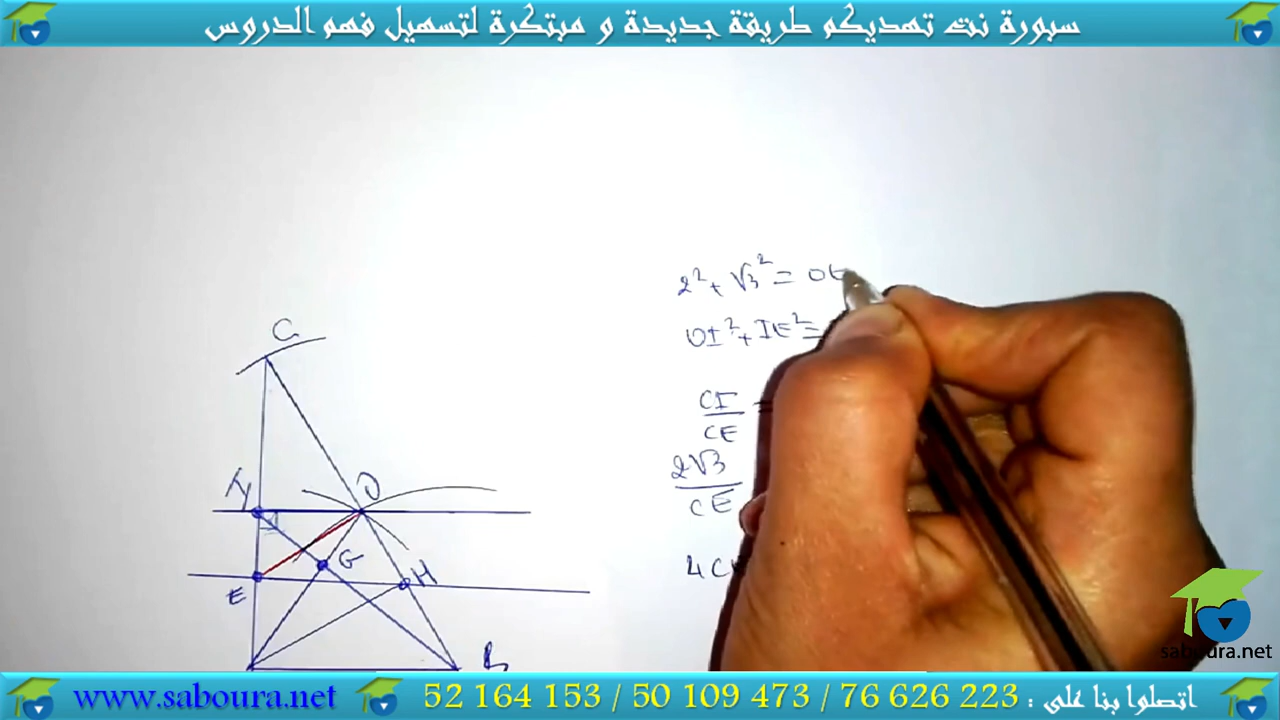 سبورة نت تهديكم طريقة جديدة و مبتكرة لتسهيل فهم الدروس
2² + √3² = OE
OI² + IE² =
CI
CE
=
2√3
CE
4C
C
I
O
G
H
E
B
saboura.net
www.saboura.net
52 164 153 / 50 109 473 / 76 626 223 : اتصلوا بنا على